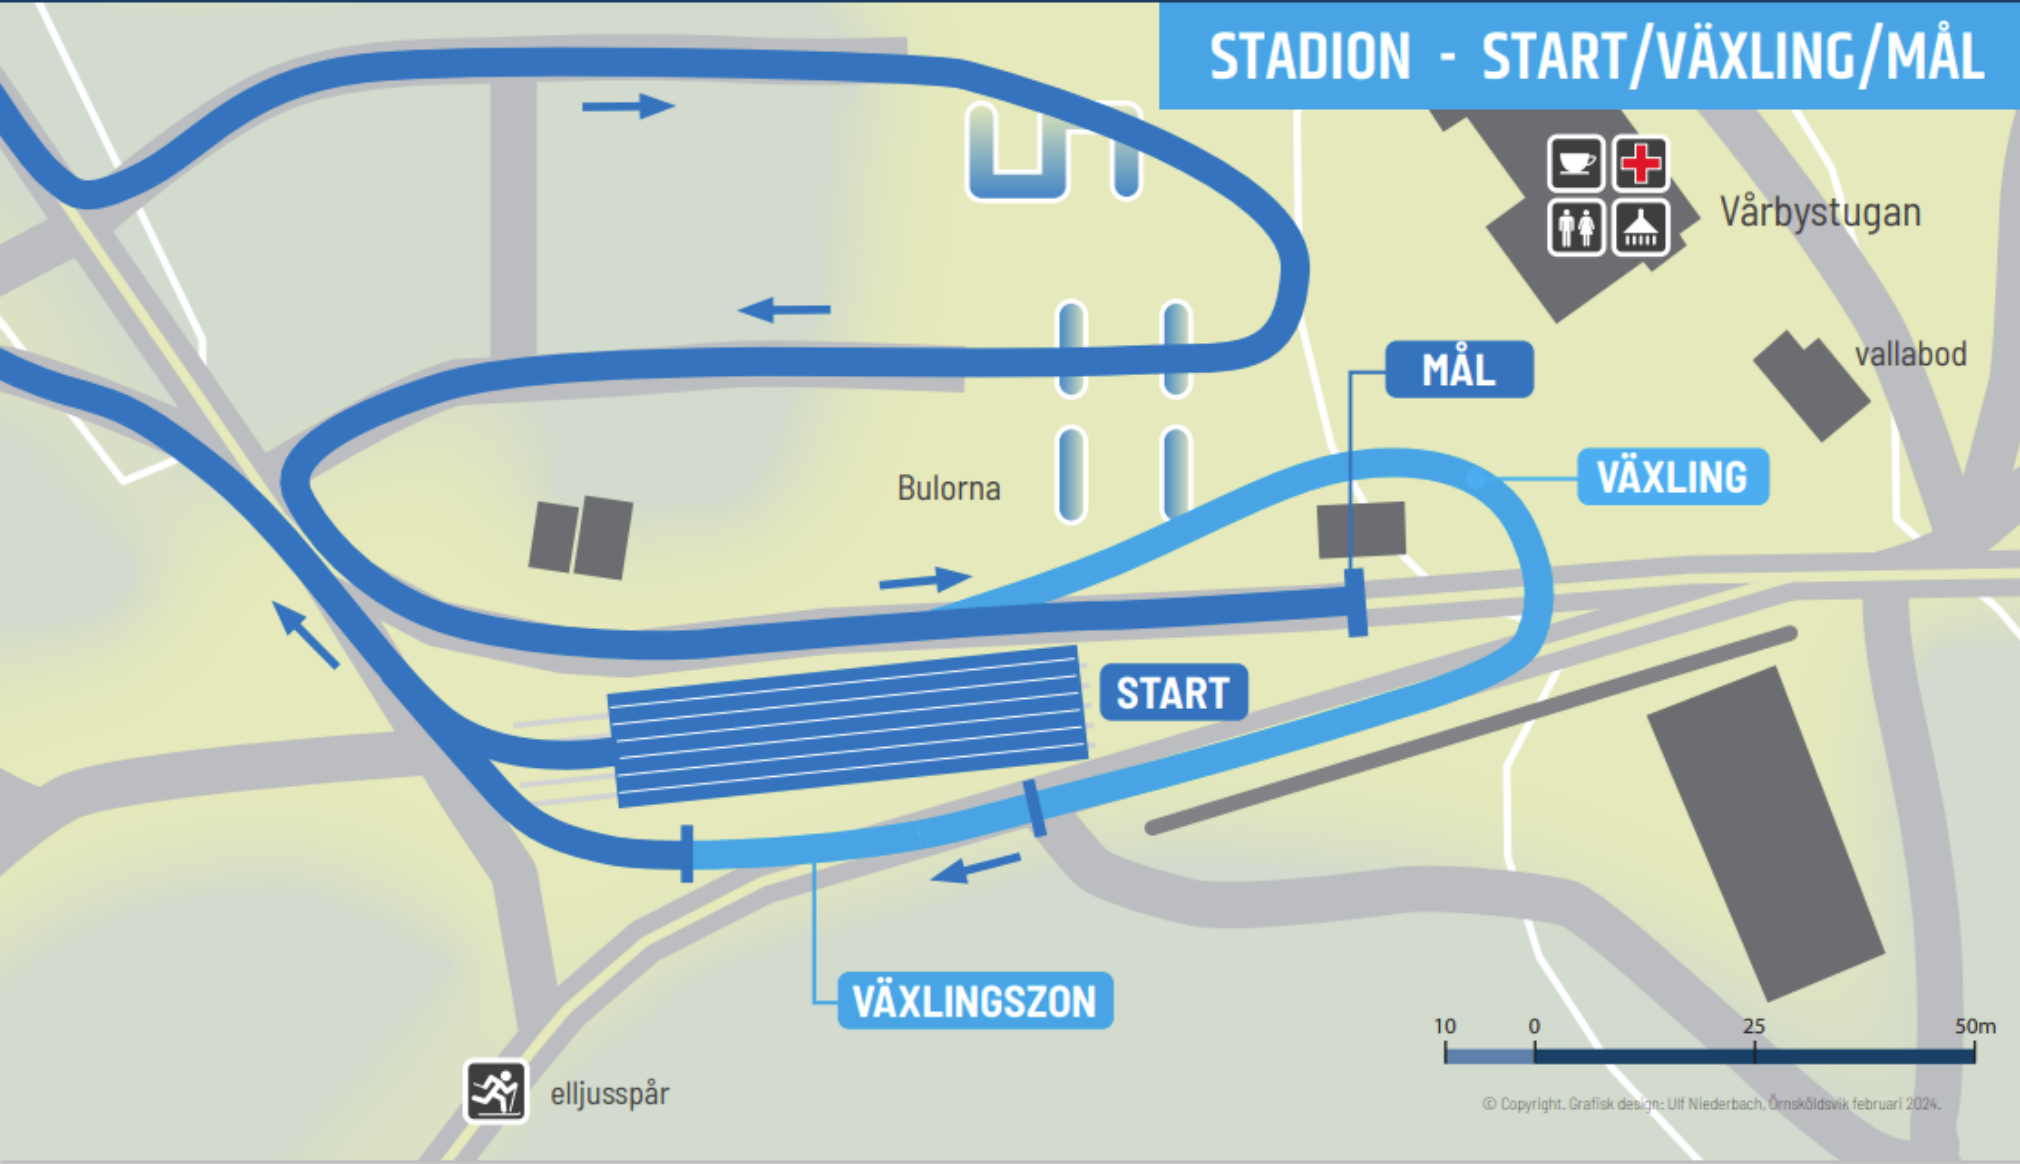 STADION - START/VÄXLING/MÅL
Vårbystugan
vallabod
MÅL
VÄXLING
Bulorna
START
VÄXLINGSZON
10 0 25 50m
elljusspår
© Copyright. Grafisk design: Ulf Niederbach, Örnsköldsvik februari 2024.